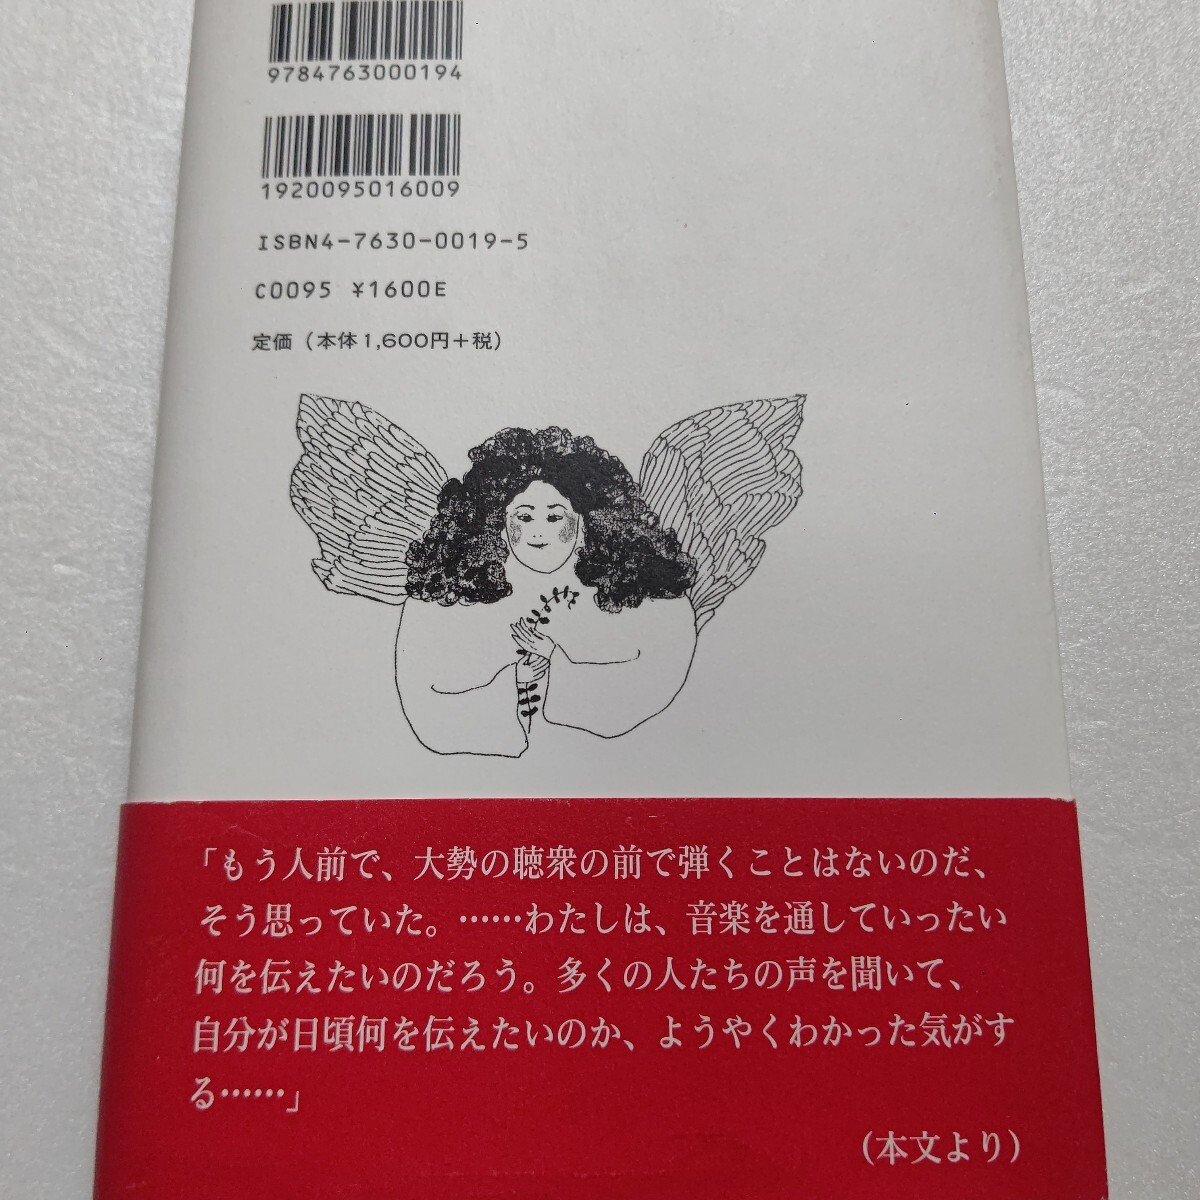 9784763000194
1920095016009
ISBN4-7630-0019-5
C0095 ¥1600E
定価（本体1,600円＋税）
「もう人前で、大勢の聴衆の前で弾くことはないのだ、
そう思っていた。……わたしは、音楽を通していったい
何を伝えたいのだろう。多くの人たちの声を聞いて、
自分が日頃何を伝えたいのか、ようやくわかった気がす
る……」
（本文より）